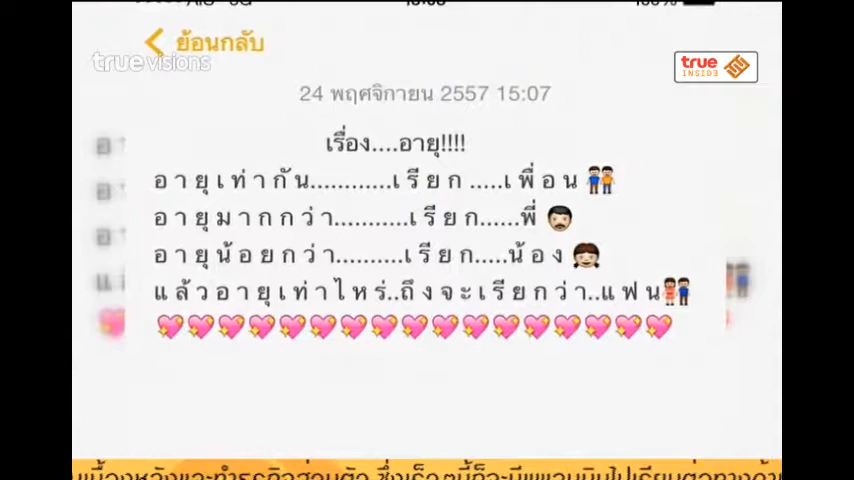 ย้อนกลับ
truevisions
true
INSIDE
24 พฤศจิกายน 2557 15:07
เรื่อง....อายุ!!!!
อ า ยุ เ ท่ า กั น............เ รี ย ก .....เ พื่ อ น 👬
อ า ยุ ม า ก ก ว่ า...........เ รี ย ก......พี่ 👨
อ า ยุ น้ อ ย ก ว่ า..........เ รี ย ก.....น้ อ ง 👧
แ ล้ ว อ า ยุ เ ท่ า ไ ห ร่..ถึ ง จ ะ เ รี ย ก ว่ า..แ ฟ น 👫
💖💖💖💖💖💖💖💖💖💖💖💖💖💖💖💖💖